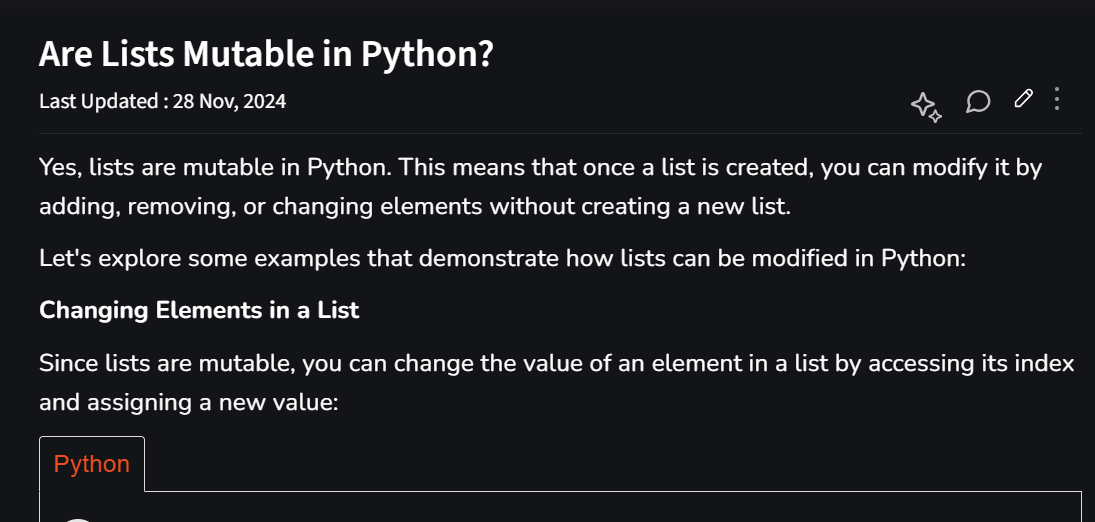 Are Lists Mutable in Python?
Last Updated : 28 Nov, 2024
Yes, lists are mutable in Python. This means that once a list is created, you can modify it by
adding, removing, or changing elements without creating a new list.
Let's explore some examples that demonstrate how lists can be modified in Python:
Changing Elements in a List
Since lists are mutable, you can change the value of an element in a list by accessing its index
and assigning a new value:
Python